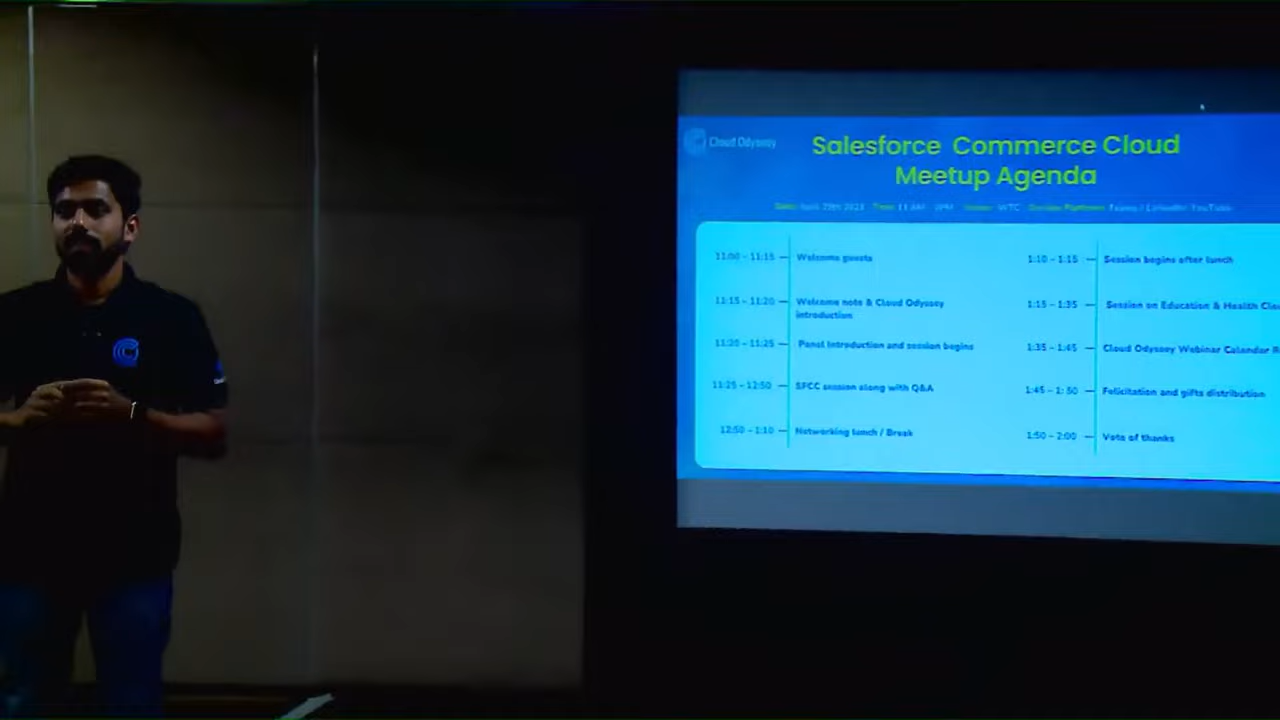 Cloud Odyssey
Salesforce Commerce Cloud
Meetup Agenda
11:00 - 11:15 — Welcome guests
11:15 - 11:20 — Welcome note & Cloud Odyssey
introduction
11:20 - 11:25 — Panel Introduction and session begins
11:25 - 12:50 — SFCC session along with Q&A
12:50 - 1:10 — Networking lunch / Break
1:10 - 1:15 — Session begins after lunch
1:15 - 1:35 — Session on Education & Health Clo
1:35 - 1:45 — Cloud Odyssey Webinar Calendar R
1:45 - 1:50 — Felicitation and gifts distribution
1:50 - 2:00 — Vote of thanks